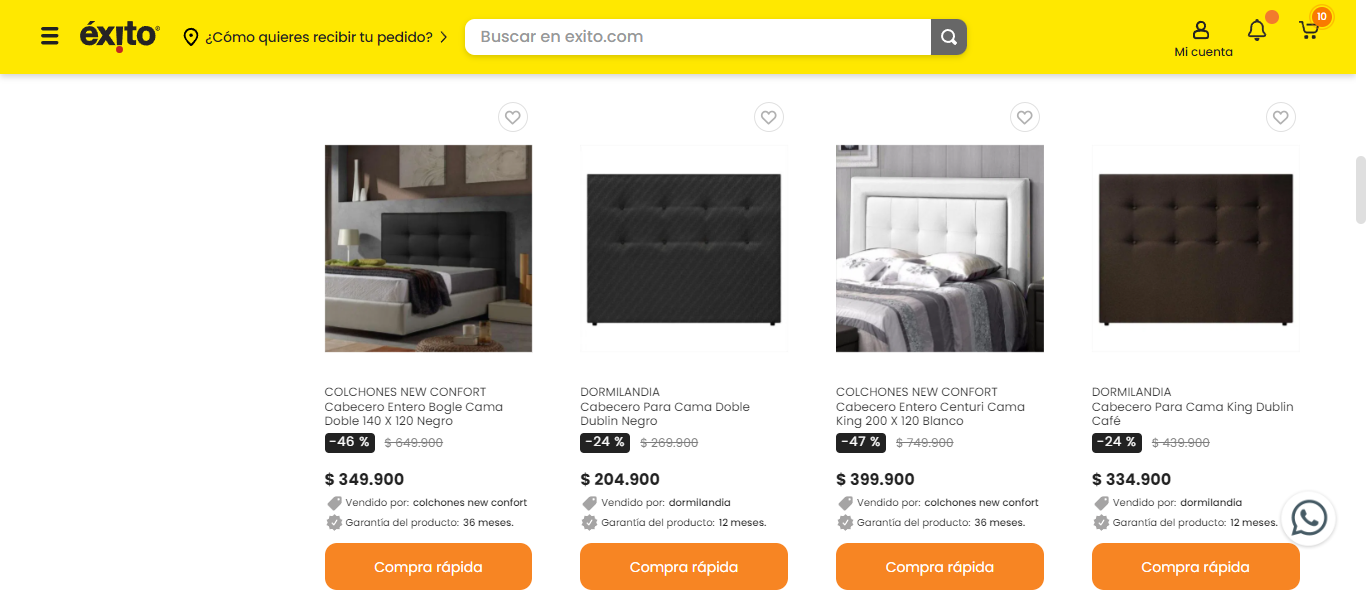 éxito
¿Cómo quieres recibir tu pedido?
Buscar en exito.com
Mi cuenta
10
COLCHONES NEW CONFORT
Cabecero Entero Bogle Cama
Doble 140 X 120 Negro
-46 % $ 649.900
$ 349.900
Vendido por: colchones new confort
Garantía del producto: 36 meses.
Compra rápida
DORMILANDIA
Cabecero Para Cama Doble
Dublin Negro
-24 % $ 269.900
$ 204.900
Vendido por: dormilandia
Garantía del producto: 12 meses.
Compra rápida
COLCHONES NEW CONFORT
Cabecero Entero Centuri Cama
King 200 X 120 Blanco
-47 % $ 749.900
$ 399.900
Vendido por: colchones new confort
Garantía del producto: 36 meses.
Compra rápida
DORMILANDIA
Cabecero Para Cama King Dublin
Café
-24 % $ 439.900
$ 334.900
Vendido por: dormilandia
Garantía del producto: 12 meses.
Compra rápida